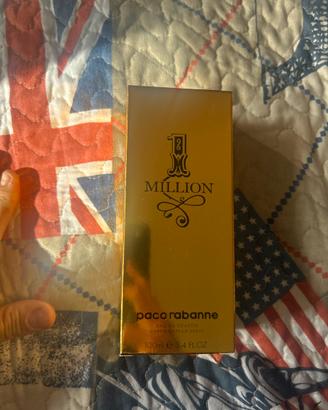 1
MILLION
paco rabanne
EAU DE TOILETTE
100ml e 3.4 FL.OZ